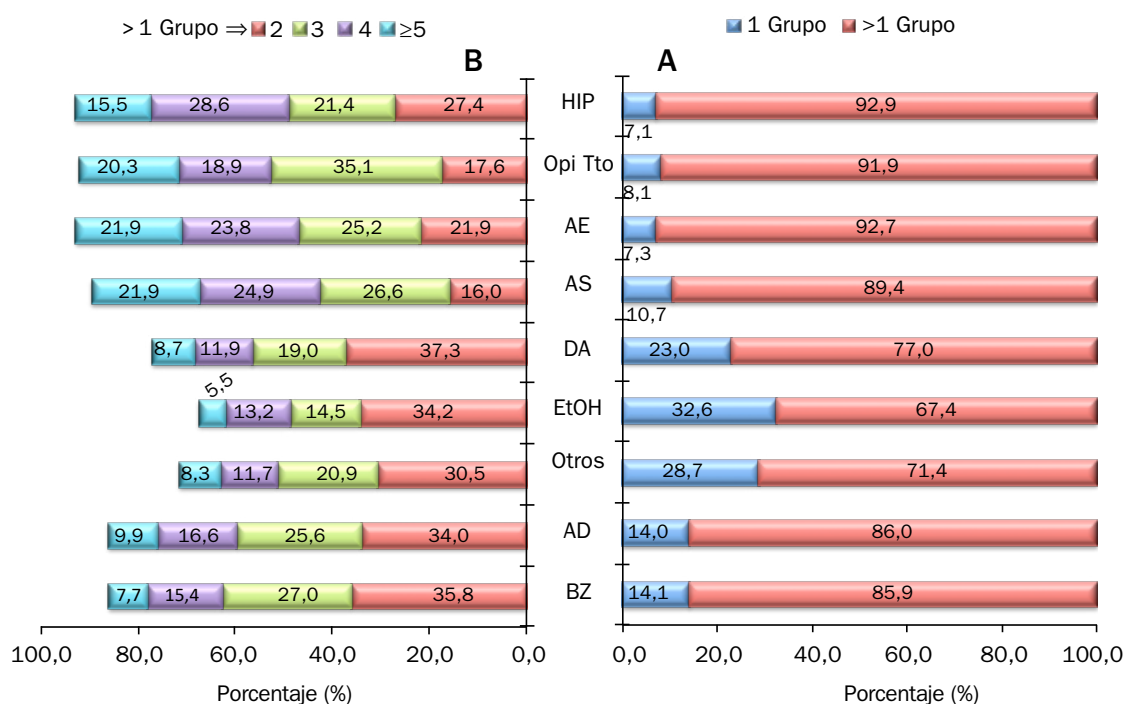 > 1 Grupo ⇒ 2 3 4 ≥5
1 Grupo >1 Grupo
B
A
15,5 28,6 21,4 27,4 HIP 7,1 92,9
20,3 18,9 35,1 17,6 Opi Tto 8,1 91,9
21,9 23,8 25,2 21,9 AE 7,3 92,7
21,9 24,9 26,6 16,0 AS 10,7 89,4
8,7 11,9 19,0 37,3 DA 23,0 77,0
5,5 13,2 14,5 34,2 EtOH 32,6 67,4
8,3 11,7 20,9 30,5 Otros 28,7 71,4
9,9 16,6 25,6 34,0 AD 14,0 86,0
7,7 15,4 27,0 35,8 BZ 14,1 85,9
100,0 80,0 60,0 40,0 20,0 0,0
0,0 20,0 40,0 60,0 80,0 100,0
Porcentaje (%)
Porcentaje (%)